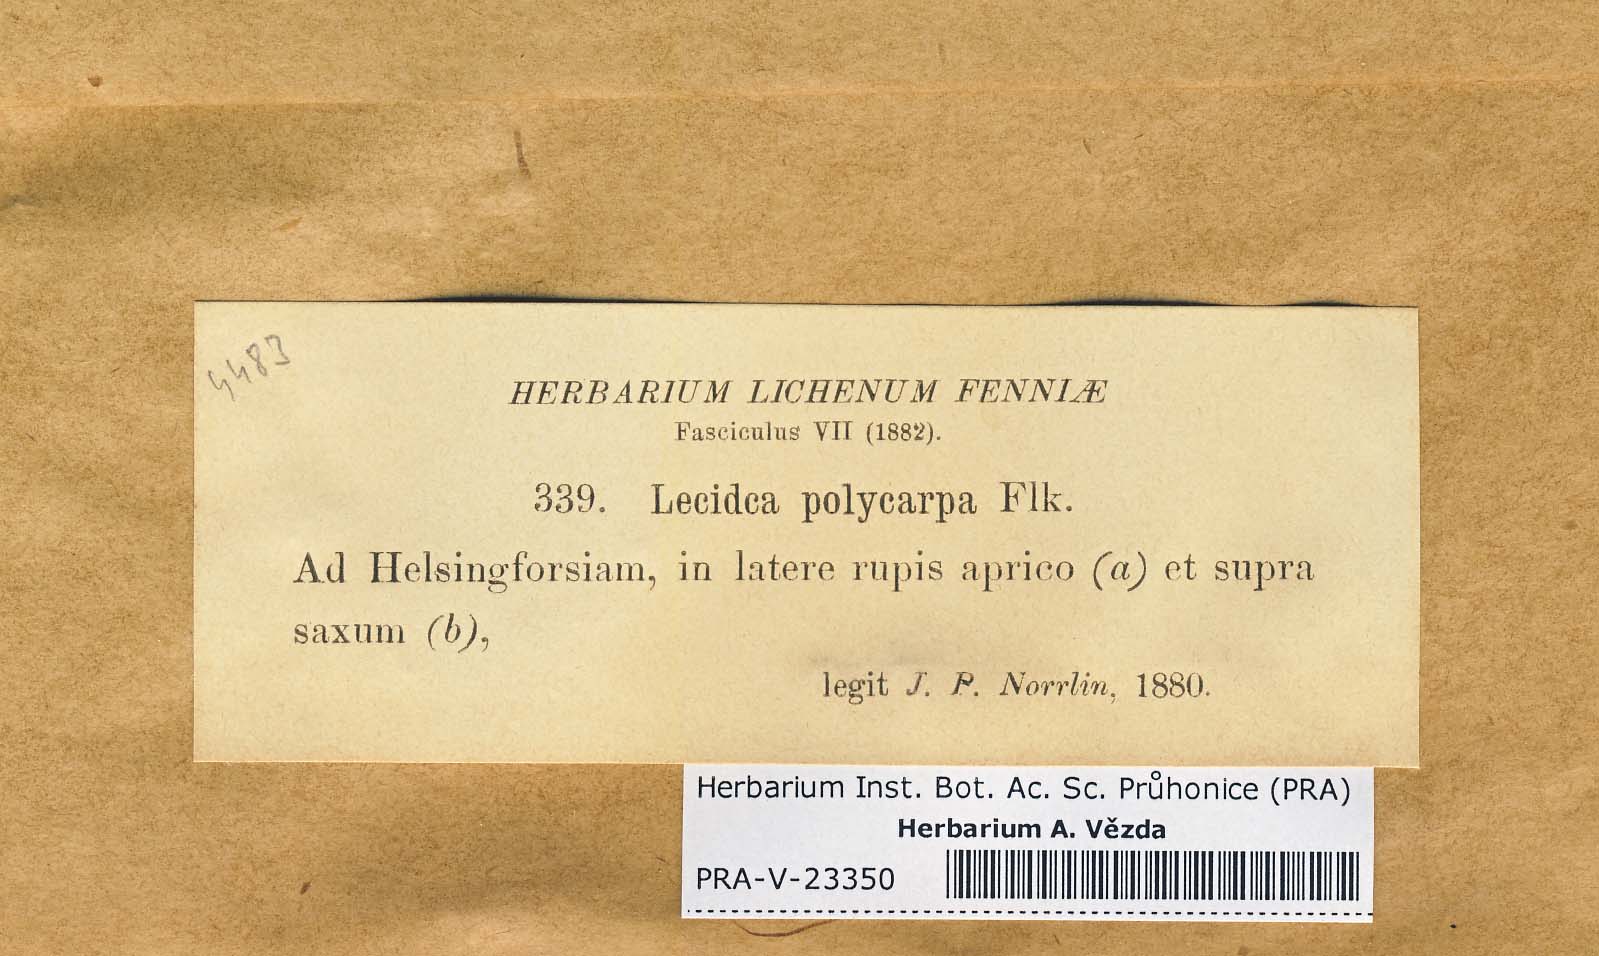 4483
HERBARIUM LICHENUM FENNIÆ
Fasciculus VII (1882).
339. Lecidea polycarpa Flk.
Ad Helsingforsiam, in latere rupis aprico (a) et supra
saxum (b),
legit J. P. Norrlin, 1880.
Herbarium Inst. Bot. Ac. Sc. Průhonice (PRA)
Herbarium A. Vězda
PRA-V-23350